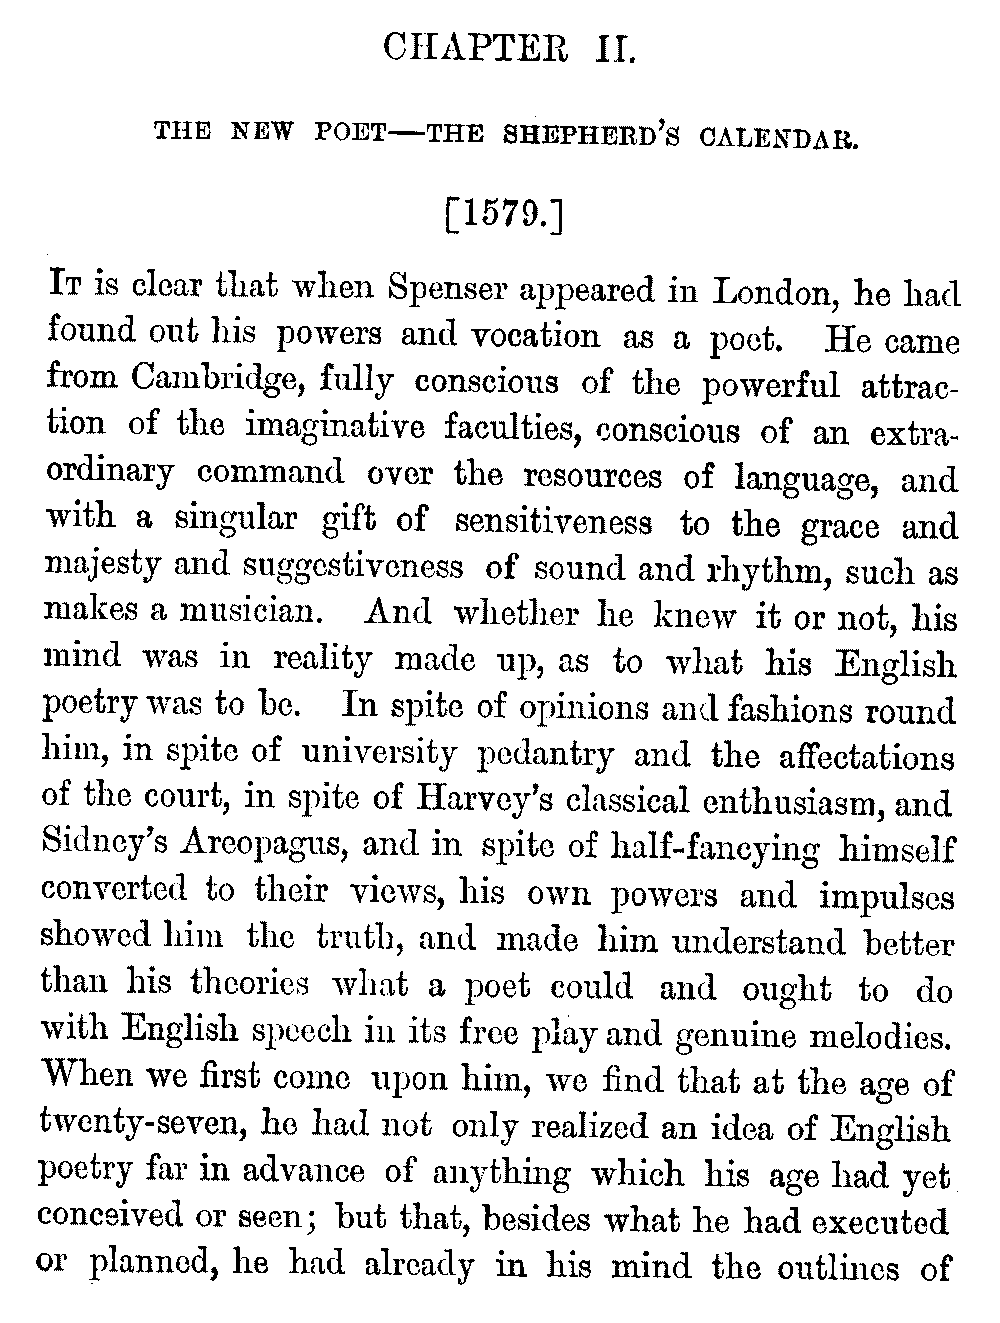 CHAPTER II.
THE NEW POET—THE SHEPHERD'S CALENDAR.
[1579.]
IT is clear that when Spenser appeared in London, he had
found out his powers and vocation as a poet. He came
from Cambridge, fully conscious of the powerful attrac-
tion of the imaginative faculties, conscious of an extra-
ordinary command over the resources of language, and
with a singular gift of sensitiveness to the grace and
majesty and suggestiveness of sound and rhythm, such as
makes a musician. And whether he knew it or not, his
mind was in reality made up, as to what his English
poetry was to be. In spite of opinions and fashions round
him, in spite of university pedantry and the affectations
of the court, in spite of Harvey's classical enthusiasm, and
Sidney's Areopagus, and in spite of half-fancying himself
converted to their views, his own powers and impulses
showed him the truth, and made him understand better
than his theories what a poet could and ought to do
with English speech in its free play and genuine melodies.
When we first come upon him, we find that at the age of
twenty-seven, he had not only realized an idea of English
poetry far in advance of anything which his age had yet
conceived or seen; but that, besides what he had executed
or planned, he had already in his mind the outlines of